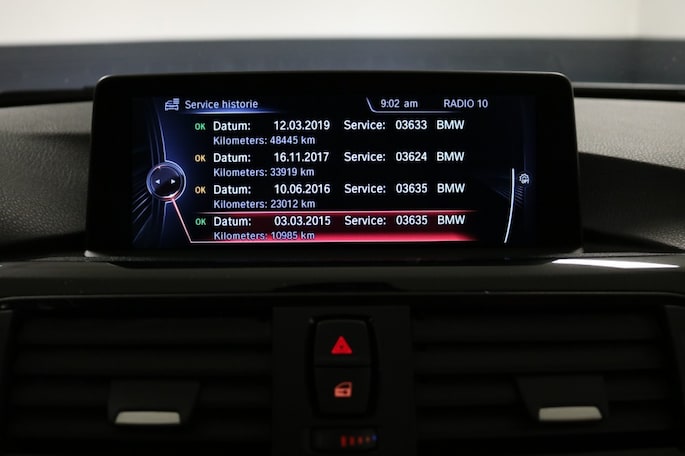 Service historie 9:02 am RADIO 10
OK Datum: 12.03.2019 Service: 03633 BMW
Kilometers: 48445 km
OK Datum: 16.11.2017 Service: 03624 BMW
Kilometers: 33919 km
OK Datum: 10.06.2016 Service: 03635 BMW
Kilometers: 23012 km
OK Datum: 03.03.2015 Service: 03635 BMW
Kilometers: 10985 km